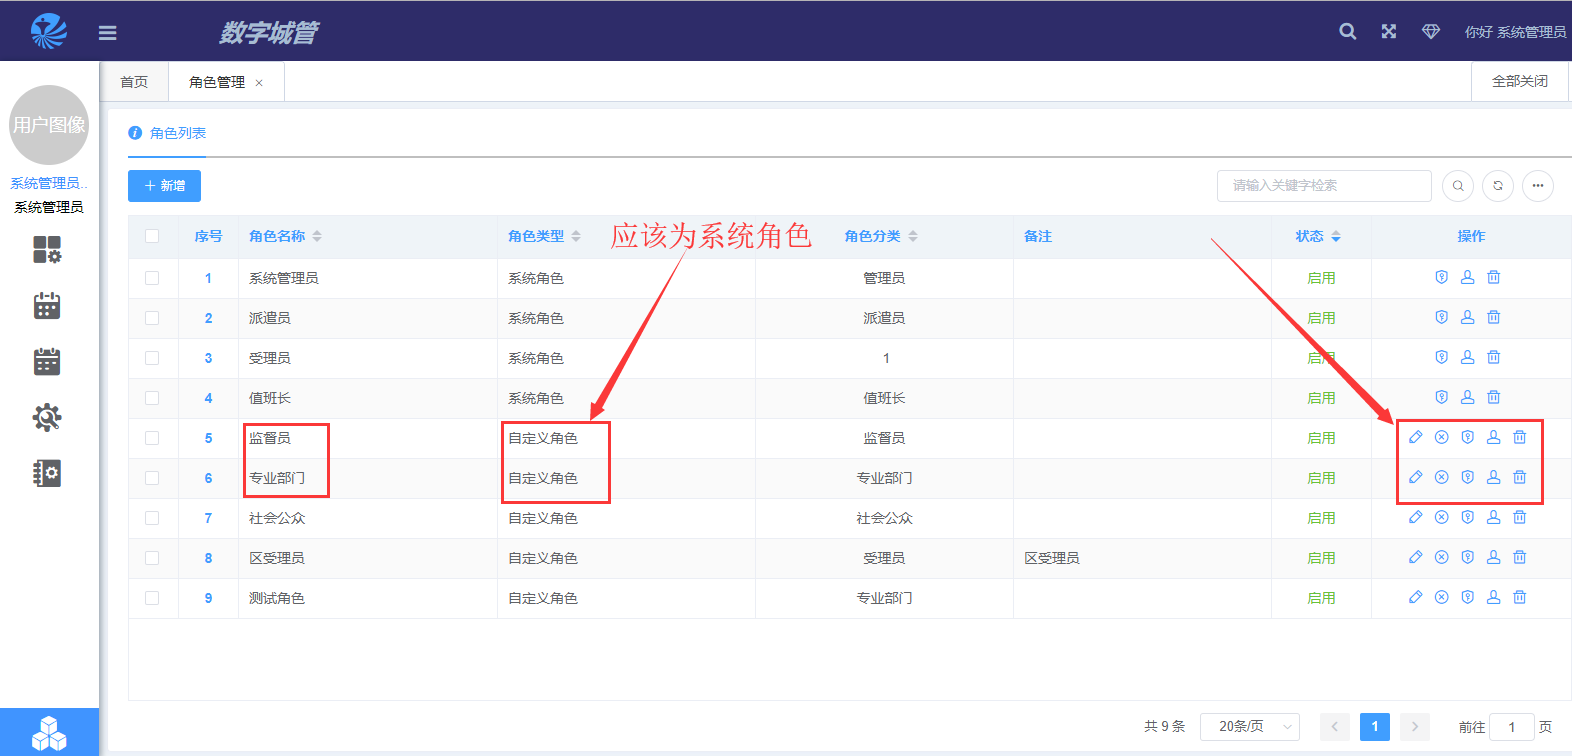 数字城管
你好 系统管理员
首页
角色管理 ×
全部关闭
用户图像
系统管理员..
系统管理员
角色列表
+ 新增
请输入关键字检索
应该为系统角色
序号 角色名称 角色类型 角色分类 备注 状态 操作
1 系统管理员 系统角色 管理员 启用
2 派遣员 系统角色 派遣员 启用
3 受理员 系统角色 1 启用
4 值班长 系统角色 值班长 启用
5 监督员 自定义角色 监督员 启用
6 专业部门 自定义角色 专业部门 启用
7 社会公众 自定义角色 社会公众 启用
8 区受理员 自定义角色 受理员 区受理员 启用
9 测试角色 自定义角色 专业部门 启用
共 9 条 20条/页 < 1 > 前往 1 页